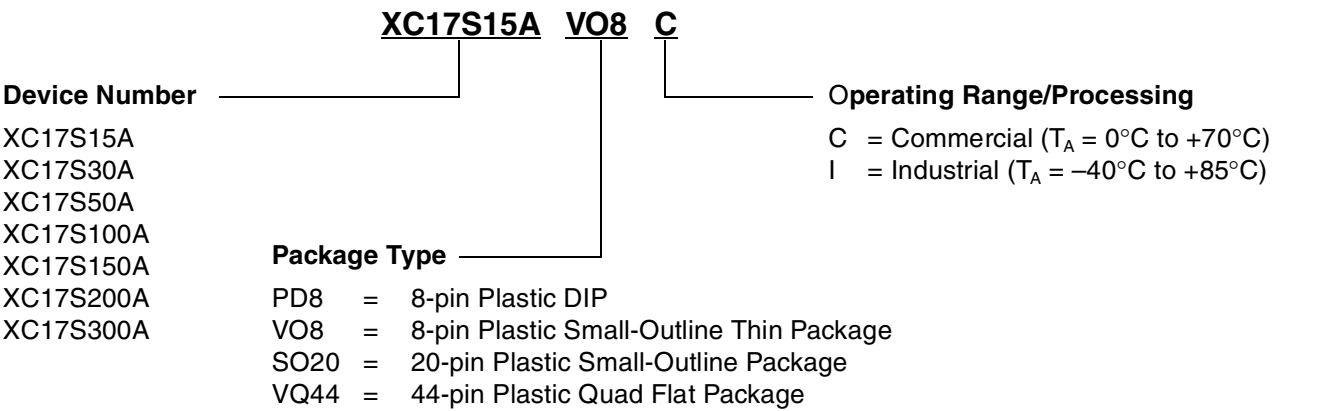 XC17S15A VO8 C
Device Number
XC17S15A
XC17S30A
XC17S50A
XC17S100A
XC17S150A
XC17S200A
XC17S300A
Package Type
PD8 = 8-pin Plastic DIP
VO8 = 8-pin Plastic Small-Outline Thin Package
SO20 = 20-pin Plastic Small-Outline Package
VQ44 = 44-pin Plastic Quad Flat Package
Operating Range/Processing
C = Commercial (TA = 0°C to +70°C)
I = Industrial (TA = –40°C to +85°C)